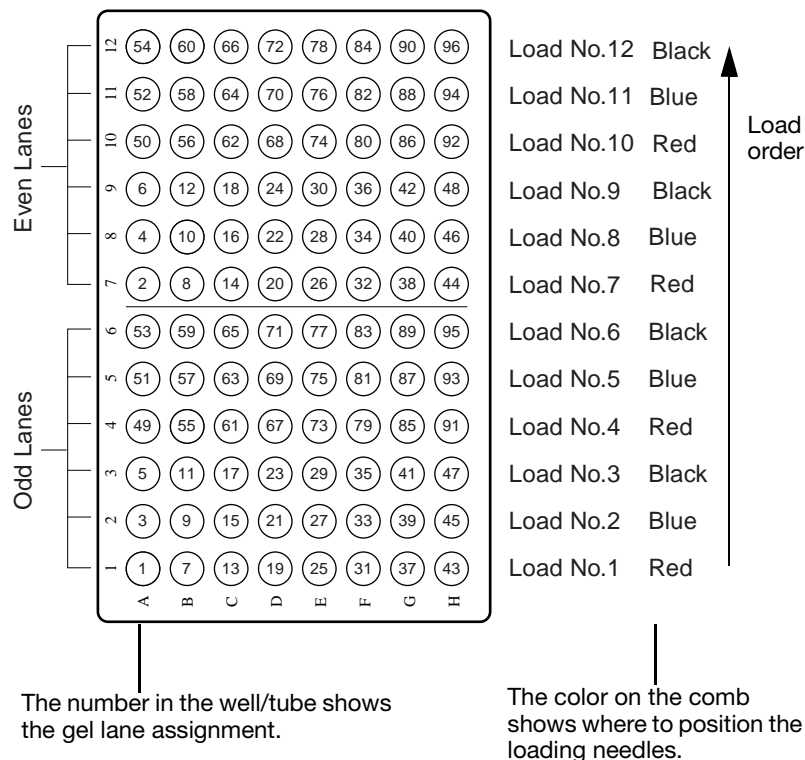 12 54 60 66 72 78 84 90 96 Load No.12 Black
11 52 58 64 70 76 82 88 94 Load No.11 Blue
10 50 56 62 68 74 80 86 92 Load No.10 Red
9 6 12 18 24 30 36 42 48 Load No.9 Black
8 4 10 16 22 28 34 40 46 Load No.8 Blue
7 2 8 14 20 26 32 38 44 Load No.7 Red
6 53 59 65 71 77 83 89 95 Load No.6 Black
5 51 57 63 69 75 81 87 93 Load No.5 Blue
4 49 55 61 67 73 79 85 91 Load No.4 Red
3 5 11 17 23 29 35 41 47 Load No.3 Black
2 3 9 15 21 27 33 39 45 Load No.2 Blue
1 1 7 13 19 25 31 37 43 Load No.1 Red
A B C D E F G H
Even Lanes
Odd Lanes
Load
order
The number in the well/tube shows
the gel lane assignment.
The color on the comb
shows where to position the
loading needles.